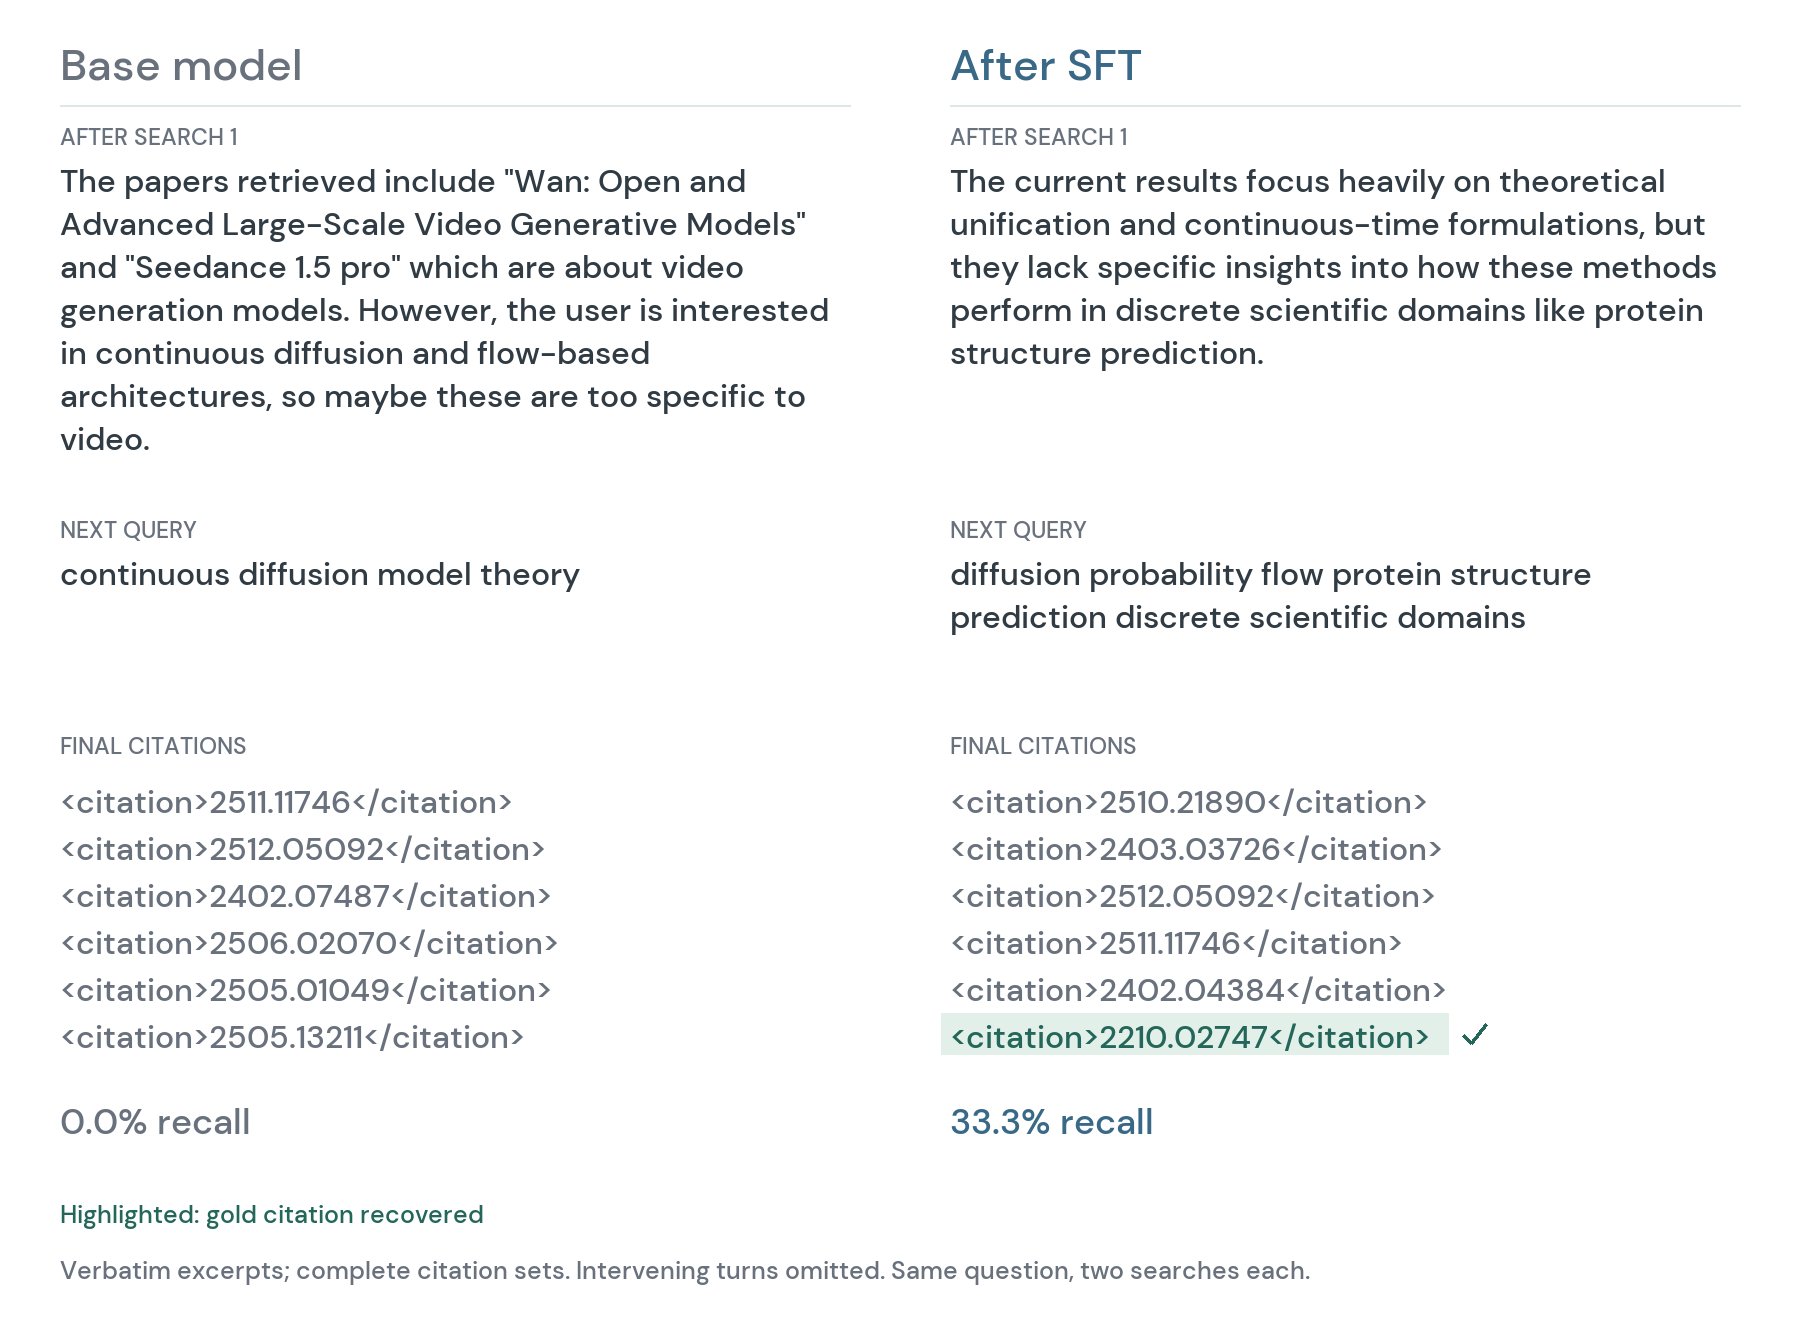 Base model
AFTER SEARCH 1
The papers retrieved include "Wan: Open and
Advanced Large-Scale Video Generative Models"
and "Seedance 1.5 pro" which are about video
generation models. However, the user is interested
in continuous diffusion and flow-based
architectures, so maybe these are too specific to
video.
NEXT QUERY
continuous diffusion model theory
FINAL CITATIONS
<citation>2511.11746</citation>
<citation>2512.05092</citation>
<citation>2402.07487</citation>
<citation>2506.02070</citation>
<citation>2505.01049</citation>
<citation>2505.13211</citation>
0.0% recall
After SFT
AFTER SEARCH 1
The current results focus heavily on theoretical
unification and continuous-time formulations, but
they lack specific insights into how these methods
perform in discrete scientific domains like protein
structure prediction.
NEXT QUERY
diffusion probability flow protein structure
prediction discrete scientific domains
FINAL CITATIONS
<citation>2510.21890</citation>
<citation>2403.03726</citation>
<citation>2512.05092</citation>
<citation>2511.11746</citation>
<citation>2402.04384</citation>
<citation>2210.02747</citation> ✓
33.3% recall
Highlighted: gold citation recovered
Verbatim excerpts; complete citation sets. Intervening turns omitted. Same question, two searches each.